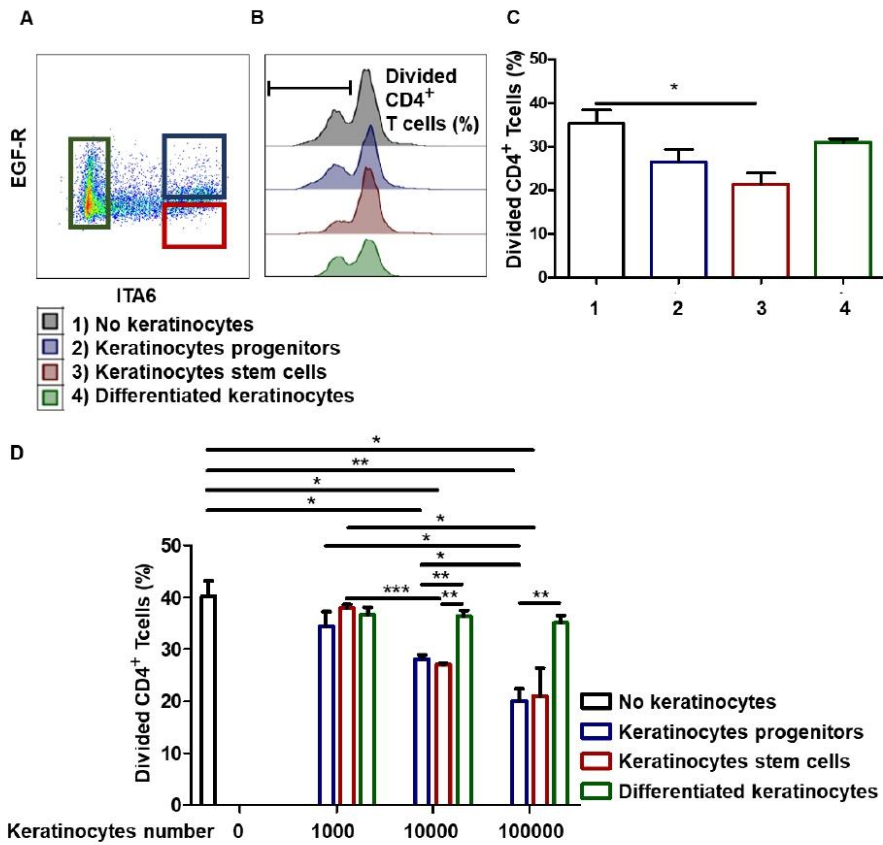 A
B
C
EGF-R
ITA6
Divided
CD4+
T cells (%)
Divided CD4+ Tcells (%)
50
40
30
20
10
0
*
1
2
3
4
1) No keratinocytes
2) Keratinocytes progenitors
3) Keratinocytes stem cells
4) Differentiated keratinocytes
D
*
**
*
*
*
*
*
**
***
**
**
Divided CD4+ Tcells (%)
50
40
30
20
10
0
Keratinocytes number 0 1000 10000 100000
No keratinocytes
Keratinocytes progenitors
Keratinocytes stem cells
Differentiated keratinocytes